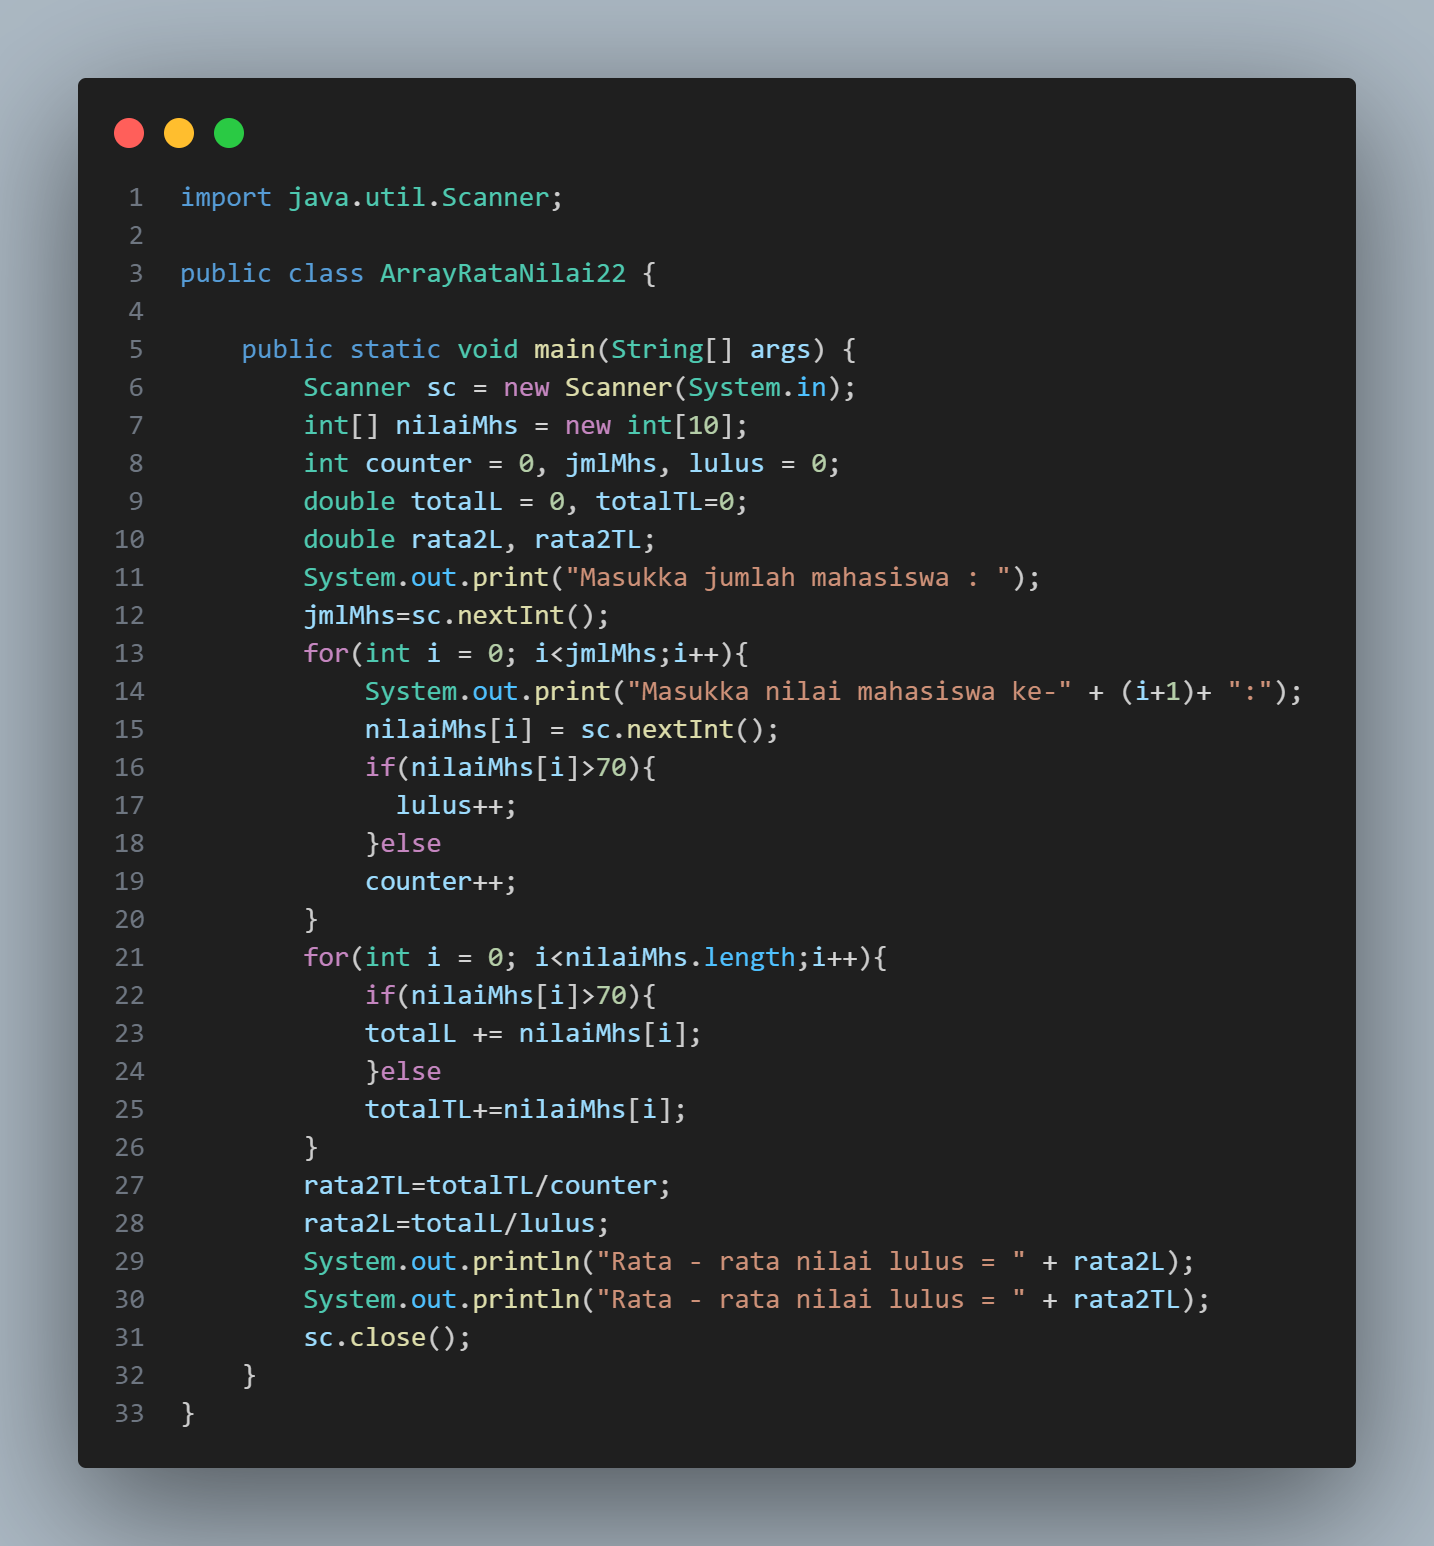 1 import java.util.Scanner;
2
3 public class ArrayRataNilai22 {
4
5     public static void main(String[] args) {
6         Scanner sc = new Scanner(System.in);
7         int[] nilaiMhs = new int[10];
8         int counter = 0, jmlMhs, lulus = 0;
9         double totalL = 0, totalTL=0;
10         double rata2L, rata2TL;
11         System.out.print("Masukka jumlah mahasiswa : ");
12         jmlMhs=sc.nextInt();
13         for(int i = 0; i<jmlMhs;i++){
14             System.out.print("Masukka nilai mahasiswa ke-" + (i+1)+ ":");
15             nilaiMhs[i] = sc.nextInt();
16             if(nilaiMhs[i]>70){
17               lulus++;
18             }else
19             counter++;
20         }
21         for(int i = 0; i<nilaiMhs.length;i++){
22             if(nilaiMhs[i]>70){
23             totalL += nilaiMhs[i];
24             }else
25             totalTL+=nilaiMhs[i];
26         }
27         rata2TL=totalTL/counter;
28         rata2L=totalL/lulus;
29         System.out.println("Rata - rata nilai lulus = " + rata2L);
30         System.out.println("Rata - rata nilai lulus = " + rata2TL);
31         sc.close();
32     }
33 }